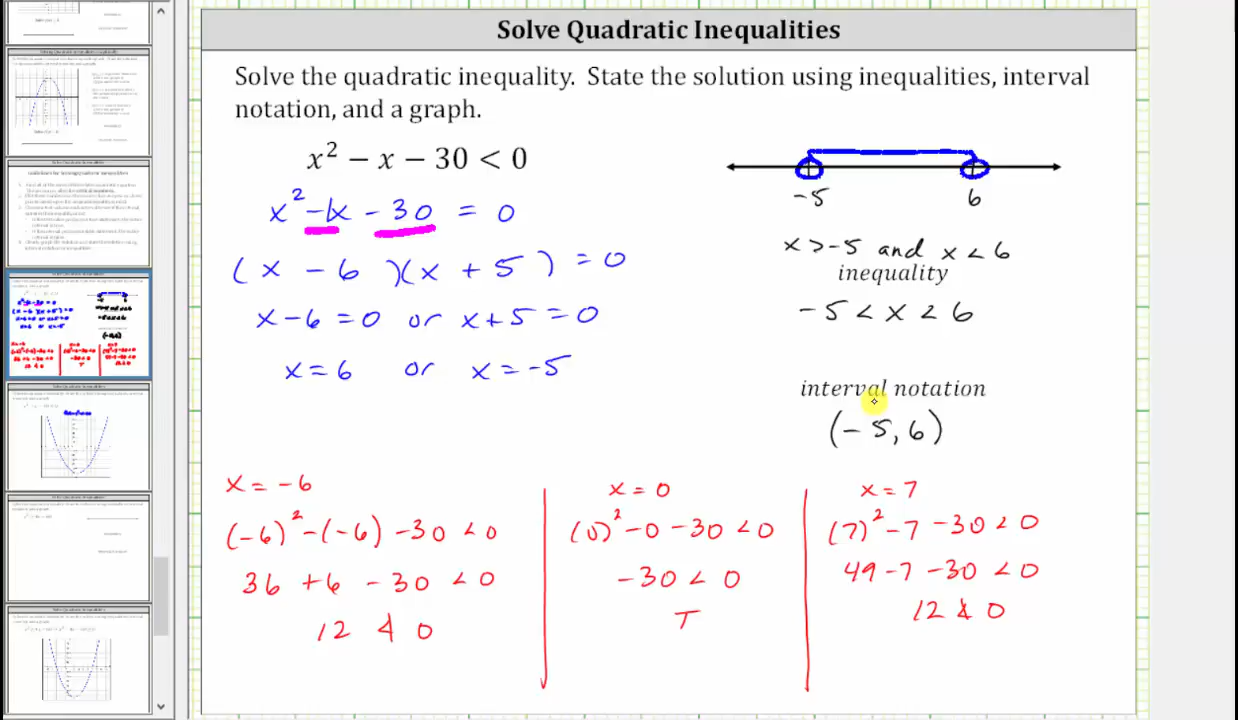 Solve Quadratic Inequalities
Solve the quadratic inequality. State the solution using inequalities, interval
notation, and a graph.
x² − x − 30 < 0
x² − 1x − 30 = 0
(x − 6)(x + 5) = 0
x − 6 = 0 or x + 5 = 0
x = 6 or x = −5
−5 6
x > −5 and x < 6
inequality
−5 < x < 6
interval notation
(−5, 6)
x = −6
(−6)² − (−6) − 30 < 0
36 + 6 − 30 < 0
12 ≮ 0
x = 0
(0)² − 0 − 30 < 0
−30 < 0
T
x = 7
(7)² − 7 − 30 < 0
49 − 7 − 30 < 0
12 ≮ 0